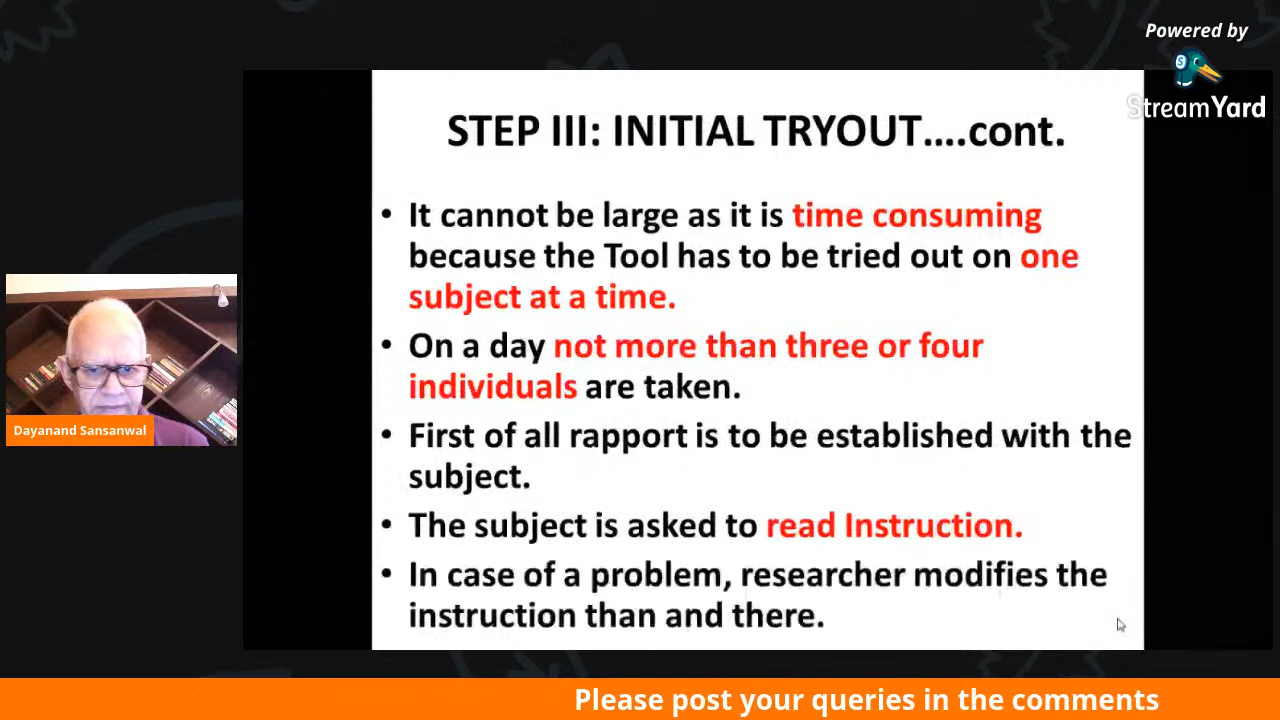 Powered by
StreamYard
STEP III: INITIAL TRYOUT....cont.
• It cannot be large as it is time consuming
because the Tool has to be tried out on one
subject at a time.
• On a day not more than three or four
individuals are taken.
• First of all rapport is to be established with the
subject.
• The subject is asked to read Instruction.
• In case of a problem, researcher modifies the
instruction than and there.
Dayanand Sansanwal
Please post your queries in the comments